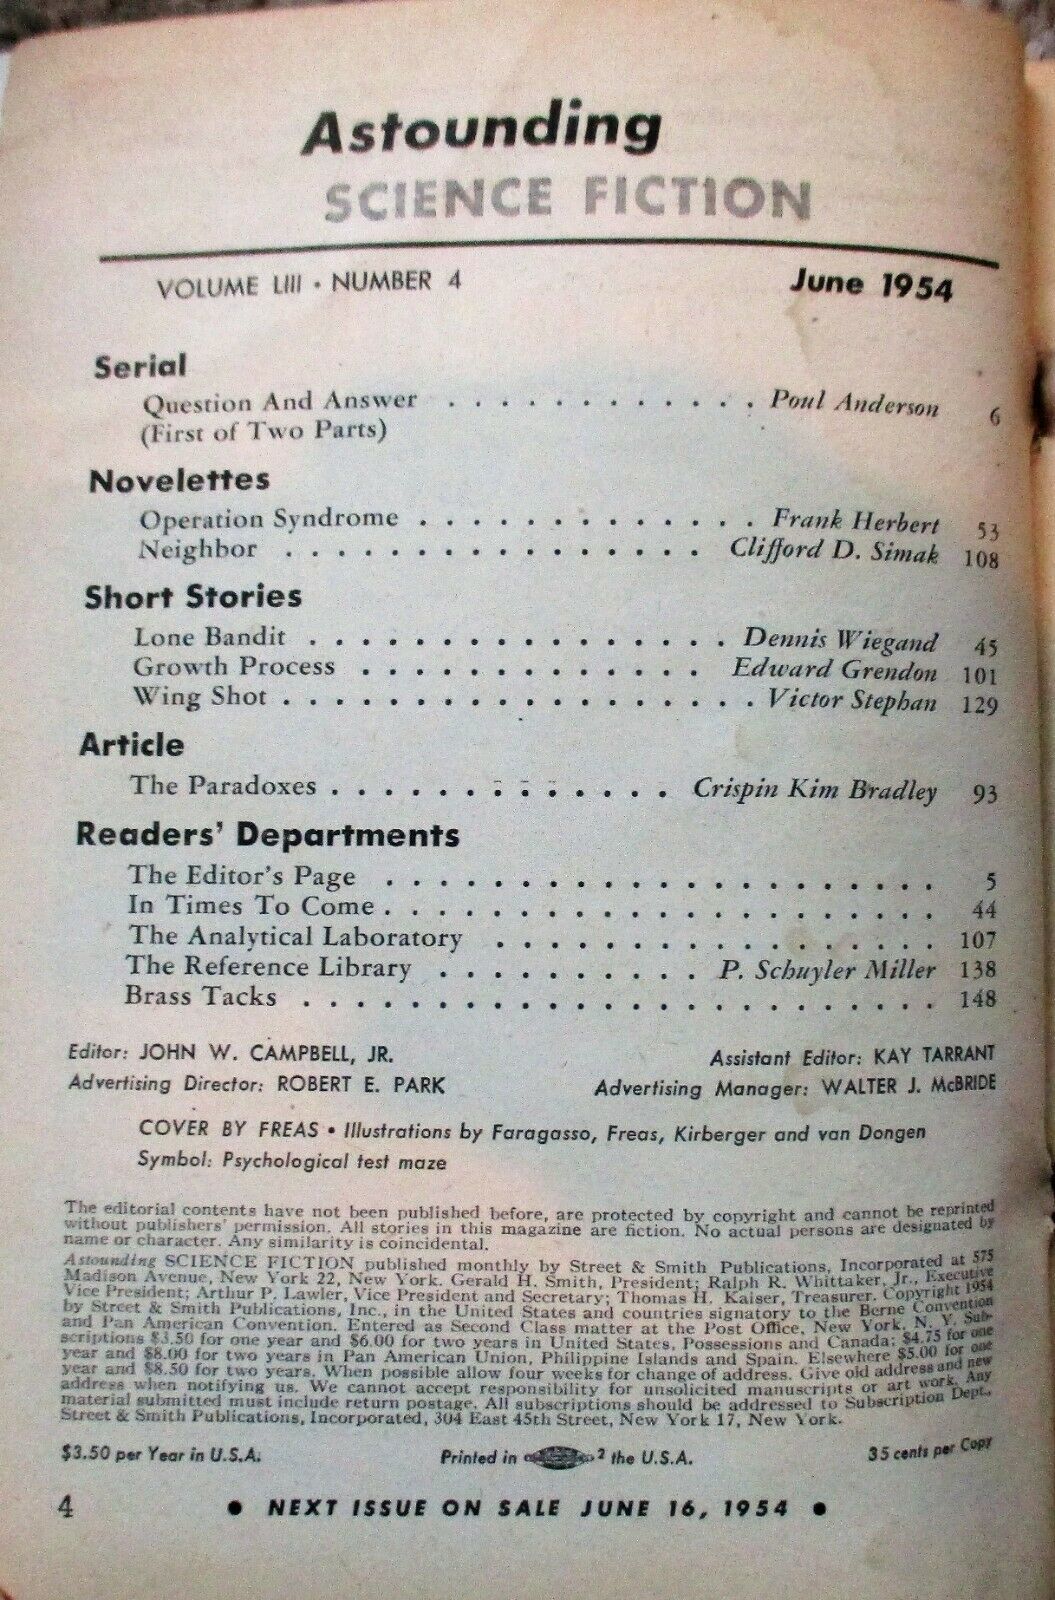 Astounding
SCIENCE FICTION
VOLUME LIII • NUMBER 4 June 1954
Serial
Question And Answer . . . . . . . . . . . . Poul Anderson 6
(First of Two Parts)
Novelettes
Operation Syndrome . . . . . . . . . . . . . Frank Herbert 53
Neighbor . . . . . . . . . . . . . . . . Clifford D. Simak 108
Short Stories
Lone Bandit . . . . . . . . . . . . . . . . Dennis Wiegand 45
Growth Process . . . . . . . . . . . . . Edward Grendon 101
Wing Shot . . . . . . . . . . . . . . . . . . Victor Stephan 129
Article
The Paradoxes . . . . . . . . . . . . . Crispin Kim Bradley 93
Readers' Departments
The Editor's Page . . . . . . . . . . . . . . . . . . . . . 5
In Times To Come . . . . . . . . . . . . . . . . . . . . . 44
The Analytical Laboratory . . . . . . . . . . . . . . . . . 107
The Reference Library . . . . . . . . . . P. Schuyler Miller 138
Brass Tacks . . . . . . . . . . . . . . . . . . . . . . . . 148
Editor: JOHN W. CAMPBELL, JR. Assistant Editor: KAY TARRANT
Advertising Director: ROBERT E. PARK Advertising Manager: WALTER J. McBRIDE
COVER BY FREAS • Illustrations by Faragasso, Freas, Kirberger and van Dongen
Symbol: Psychological test maze
The editorial contents have not been published before, are protected by copyright and cannot be reprinted
without publishers' permission. All stories in this magazine are fiction. No actual persons are designated by
name or character. Any similarity is coincidental.
Astounding SCIENCE FICTION published monthly by Street & Smith Publications, Incorporated at 575
Madison Avenue, New York 22, New York. Gerald H. Smith, President; Ralph R. Whittaker, Jr., Executive
Vice President; Arthur P. Lawler, Vice President and Secretary; Thomas H. Kaiser, Treasurer. Copyright 1954
by Street & Smith Publications, Inc., in the United States and countries signatory to the Berne Convention
and Pan American Convention. Entered as Second Class matter at the Post Office, New York. N. Y. Sub-
scriptions $3.50 for one year and $6.00 for two years in United States, Possessions and Canada; $4.75 for one
year and $8.00 for two years in Pan American Union, Philippine Islands and Spain. Elsewhere $5.00 for one
year and $8.50 for two years. When possible allow four weeks for change of address. Give old address and new
address when notifying us. We cannot accept responsibility for unsolicited manuscripts or art work. Any
material submitted must include return postage. All subscriptions should be addressed to Subscription Dept.,
Street & Smith Publications, Incorporated, 304 East 45th Street, New York 17, New York.
$3.50 per Year in U.S.A. Printed in 2 the U.S.A. 35 cents per Copy
4 • NEXT ISSUE ON SALE JUNE 16, 1954 •